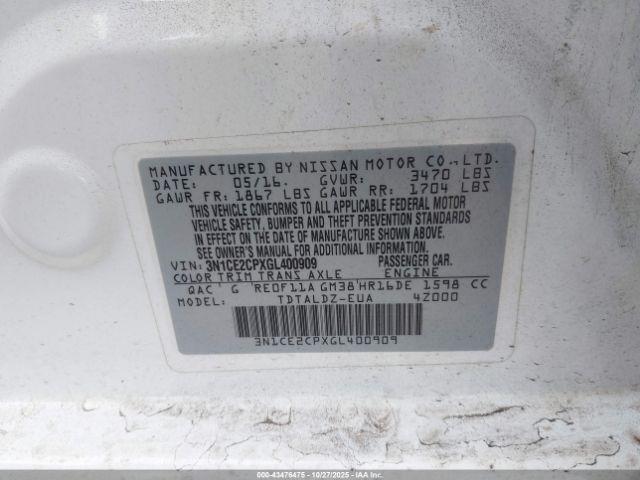 MANUFACTURED BY NISSAN MOTOR CO.,LTD.
DATE: 05/16. GVWR: 3470 LBS
GAWR FR: 1867 LBS GAWR RR: 1704 LBS
THIS VEHICLE CONFORMS TO ALL APPLICABLE FEDERAL MOTOR
VEHICLE SAFETY, BUMPER AND THEFT PREVENTION STANDARDS
IN EFFECT ON THE DATE OF MANUFACTURE SHOWN ABOVE.
SEE OWNER'S MANUAL FOR ADDITIONAL INFORMATION.
VIN: 3N1CE2CPXGL400909 PASSENGER CAR.
COLOR TRIM TRANS AXLE ENGINE
QAC' G 'RE0F11A GM38'HR16DE 1598 CC
MODEL: TDTALDZ-EUA 4Z000
3N1CE2CPXGL400909
000-43476475 - 10/27/2025 - IAA Inc.